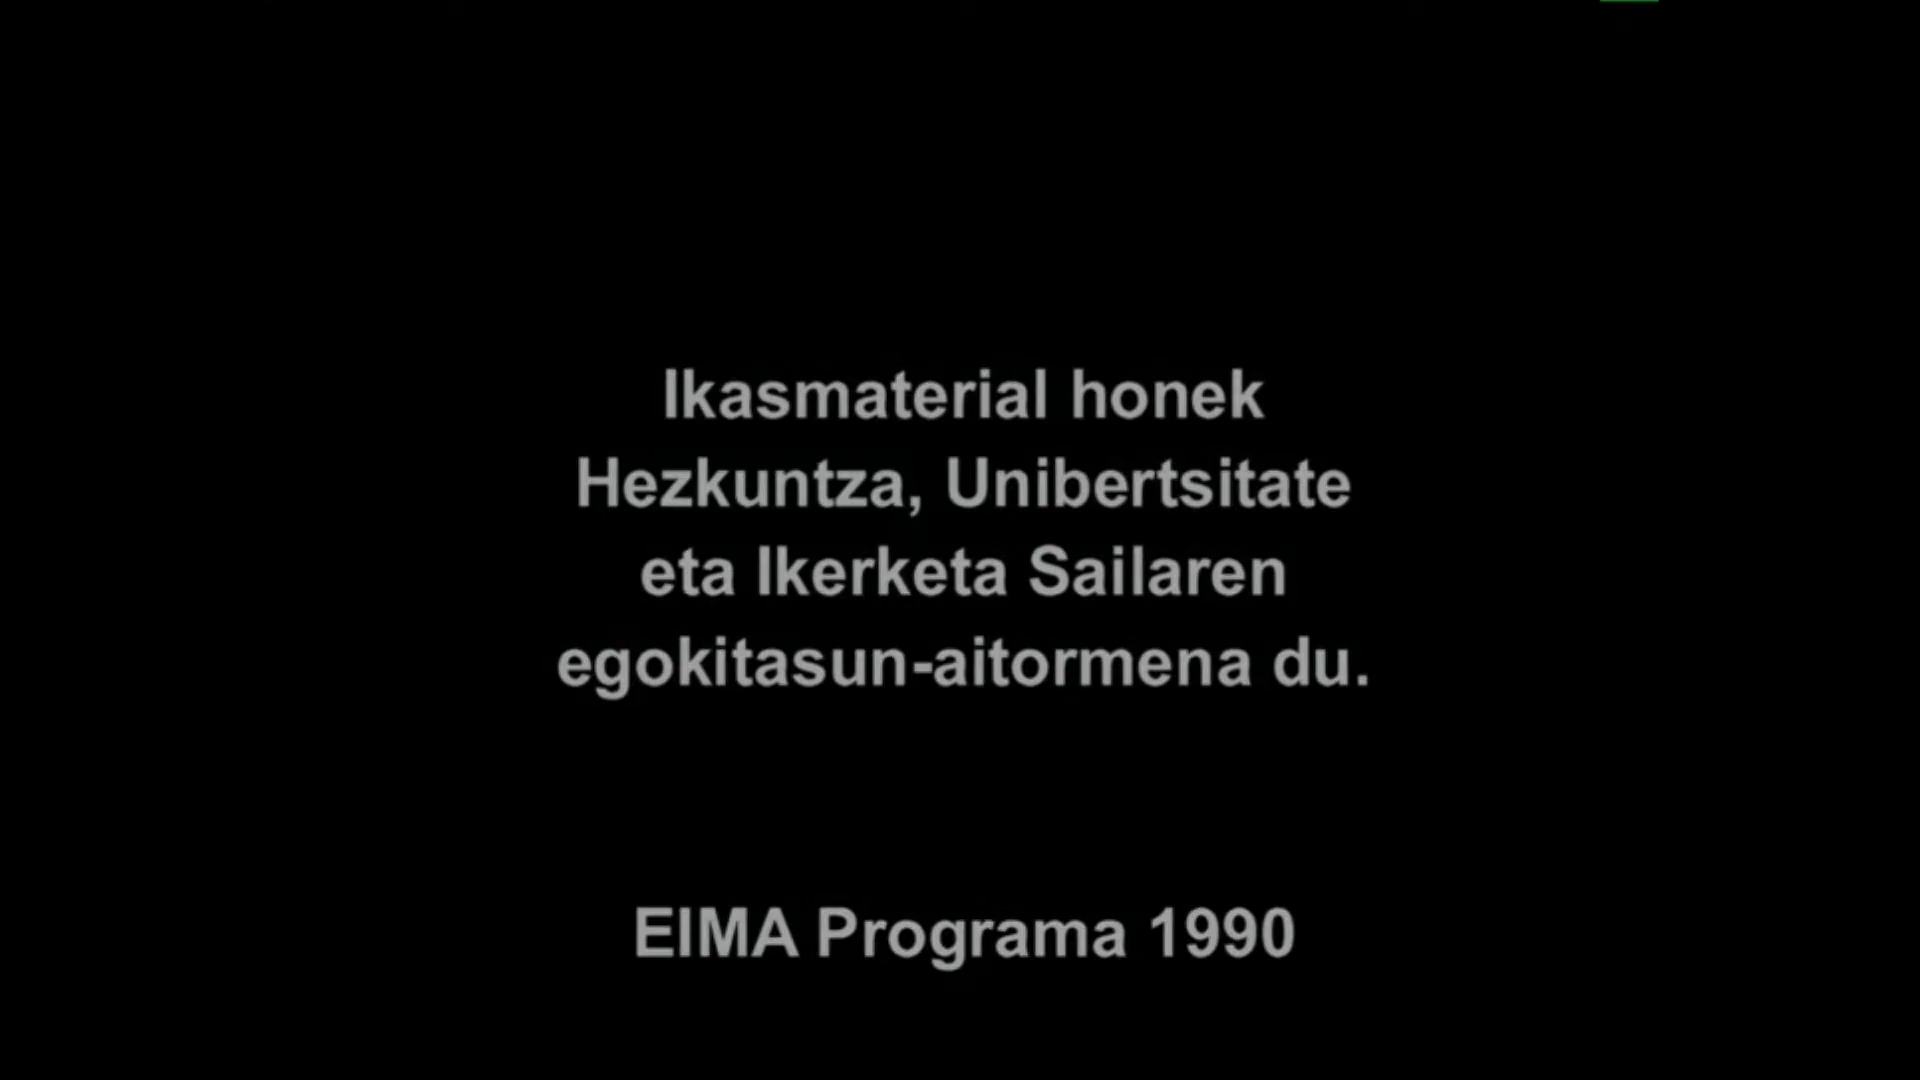 Ikasmaterial honek
Hezkuntza, Unibertsitate
eta Ikerketa Sailaren
egokitasun-aitormena du.
EIMA Programa 1990